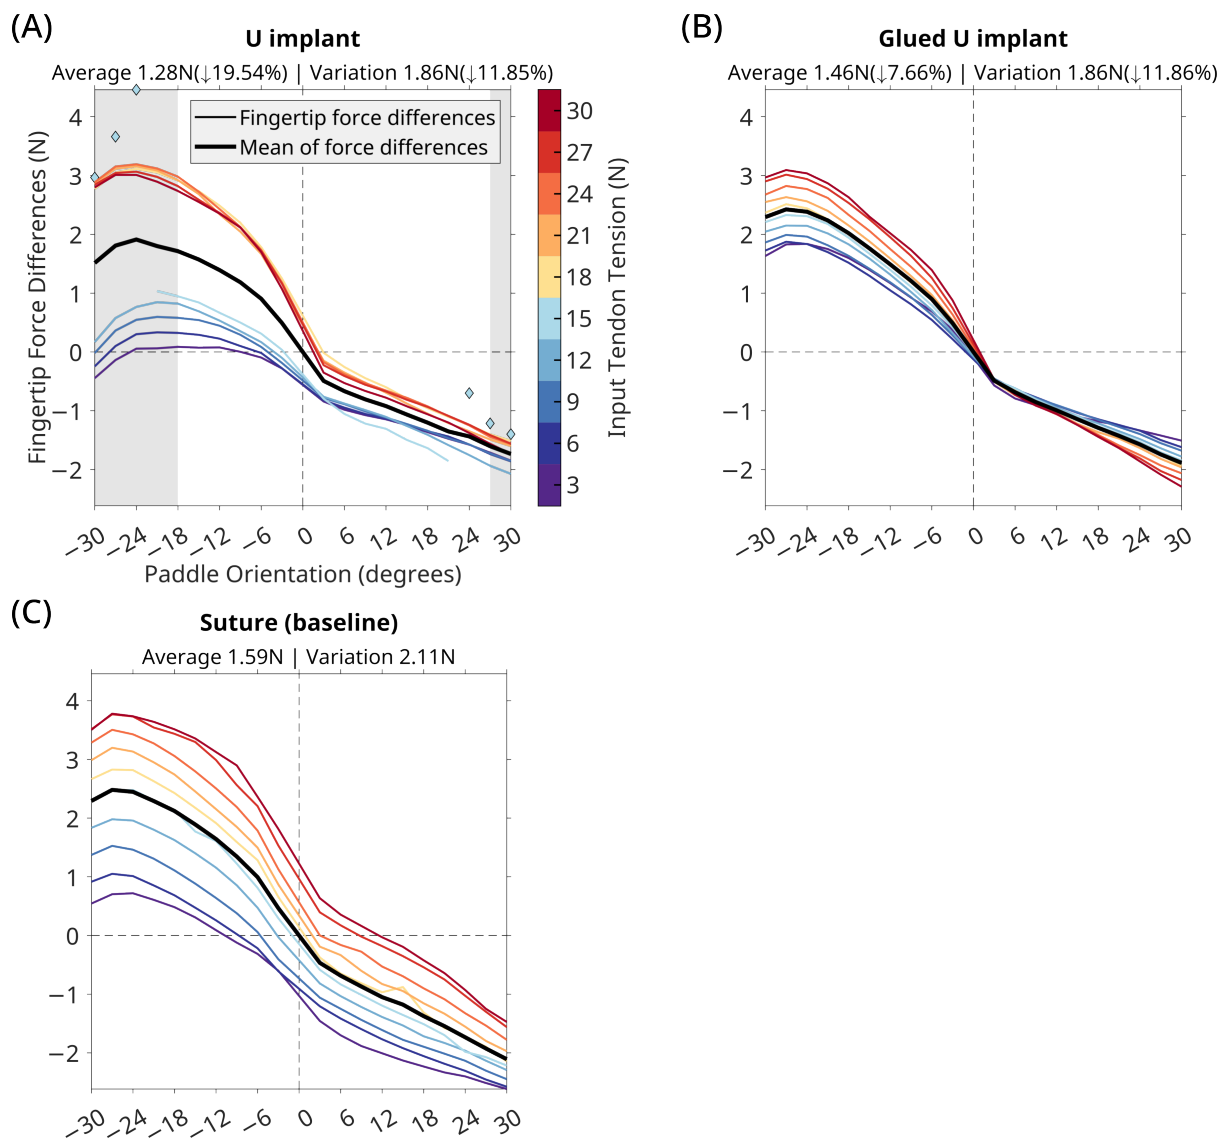 (A)
U implant
Average 1.28N(↓19.54%) | Variation 1.86N(↓11.85%)
Fingertip force differences
Mean of force differences
Fingertip Force Differences (N)
4
3
2
1
0
−1
−2
−30 −24 −18 −12 −6 0 6 12 18 24 30
Paddle Orientation (degrees)
30
27
24
21
18
15
12
9
6
3
Input Tendon Tension (N)
(B)
Glued U implant
Average 1.46N(↓7.66%) | Variation 1.86N(↓11.86%)
4
3
2
1
0
−1
−2
−30 −24 −18 −12 −6 0 6 12 18 24 30
(C)
Suture (baseline)
Average 1.59N | Variation 2.11N
4
3
2
1
0
−1
−2
−30 −24 −18 −12 −6 0 6 12 18 24 30